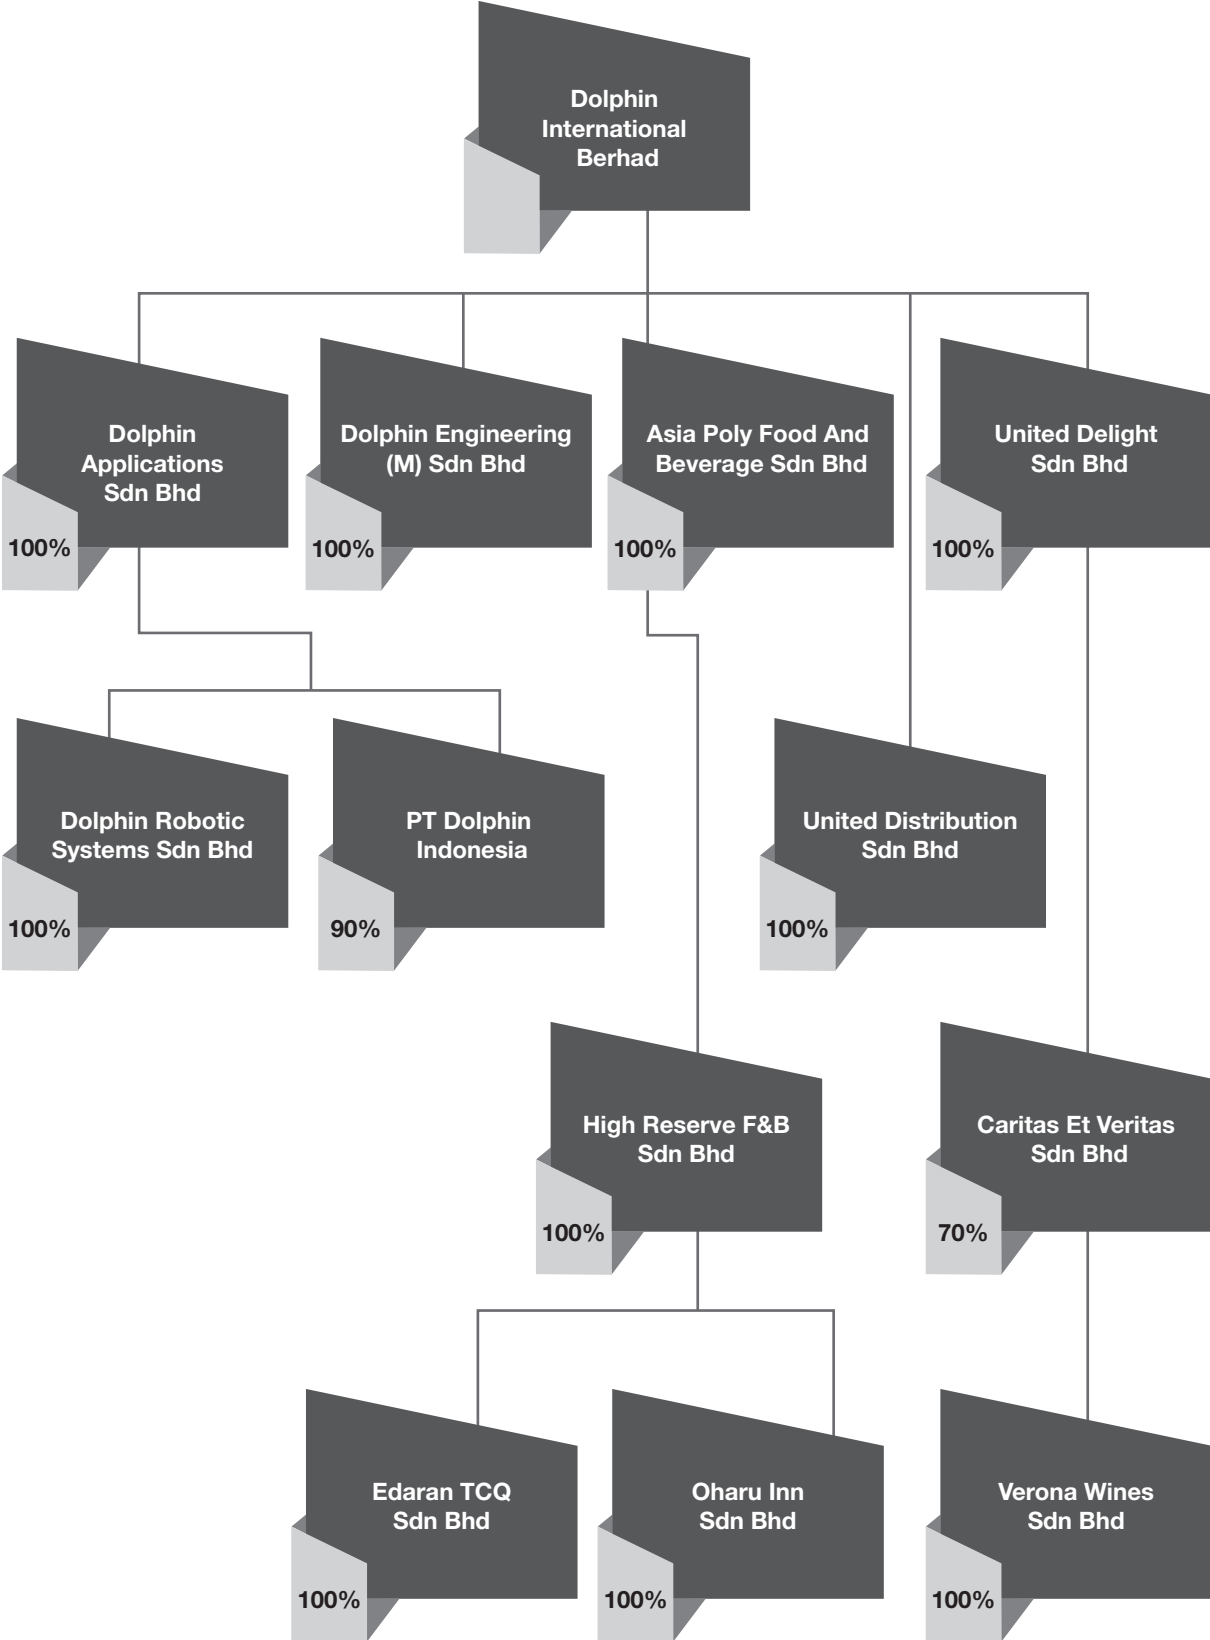 Dolphin
International
Berhad
Dolphin
Applications
Sdn Bhd
100%
Dolphin Engineering
(M) Sdn Bhd
100%
Asia Poly Food And
Beverage Sdn Bhd
100%
United Delight
Sdn Bhd
100%
Dolphin Robotic
Systems Sdn Bhd
100%
PT Dolphin
Indonesia
90%
United Distribution
Sdn Bhd
100%
High Reserve F&B
Sdn Bhd
100%
Caritas Et Veritas
Sdn Bhd
70%
Edaran TCQ
Sdn Bhd
100%
Oharu Inn
Sdn Bhd
100%
Verona Wines
Sdn Bhd
100%